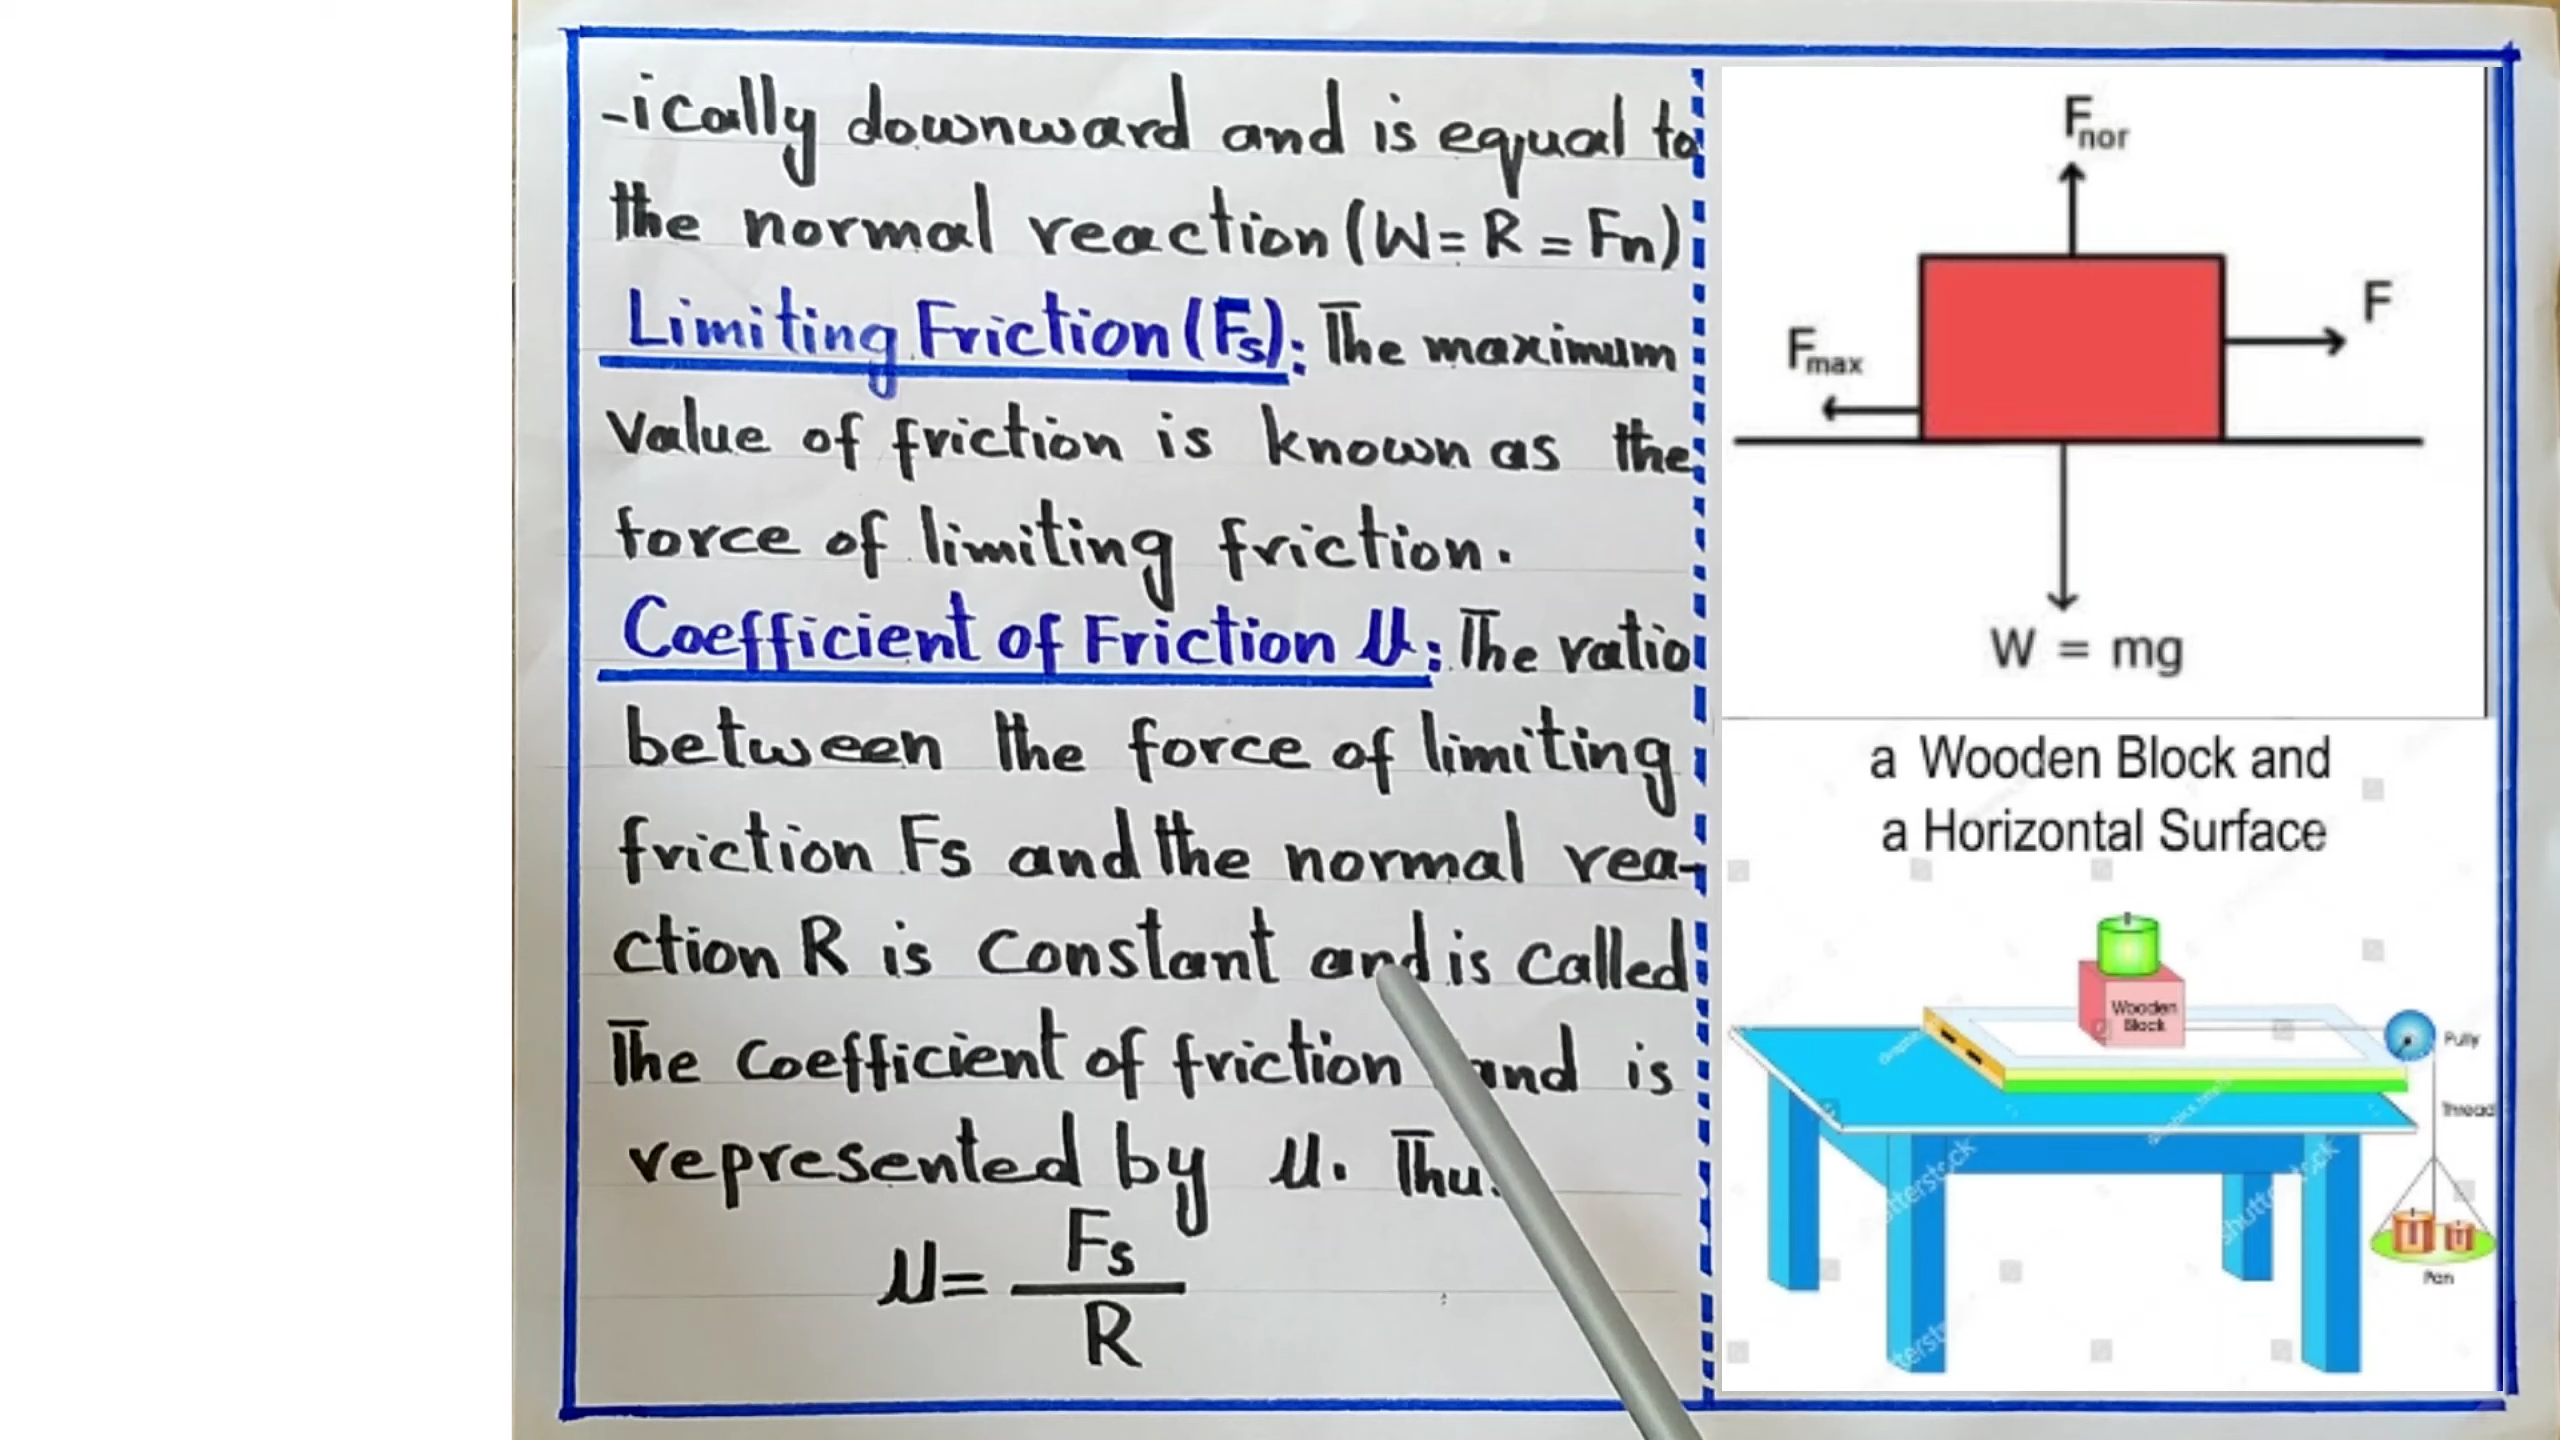 -ically downward and is equal to
the normal reaction (W = R = Fn)
Limiting Friction (Fs): The maximum
value of friction is known as the
force of limiting friction.
Coefficient of Friction μ: The ratio
between the force of limiting
friction Fs and the normal rea-
ction R is constant and is called
The coefficient of friction and is
represented by μ. Thu
μ = Fs
R
Fnor
F
Fmax
W = mg
a Wooden Block and
a Horizontal Surface
Wooden
Block
Pully
Thread
Pan